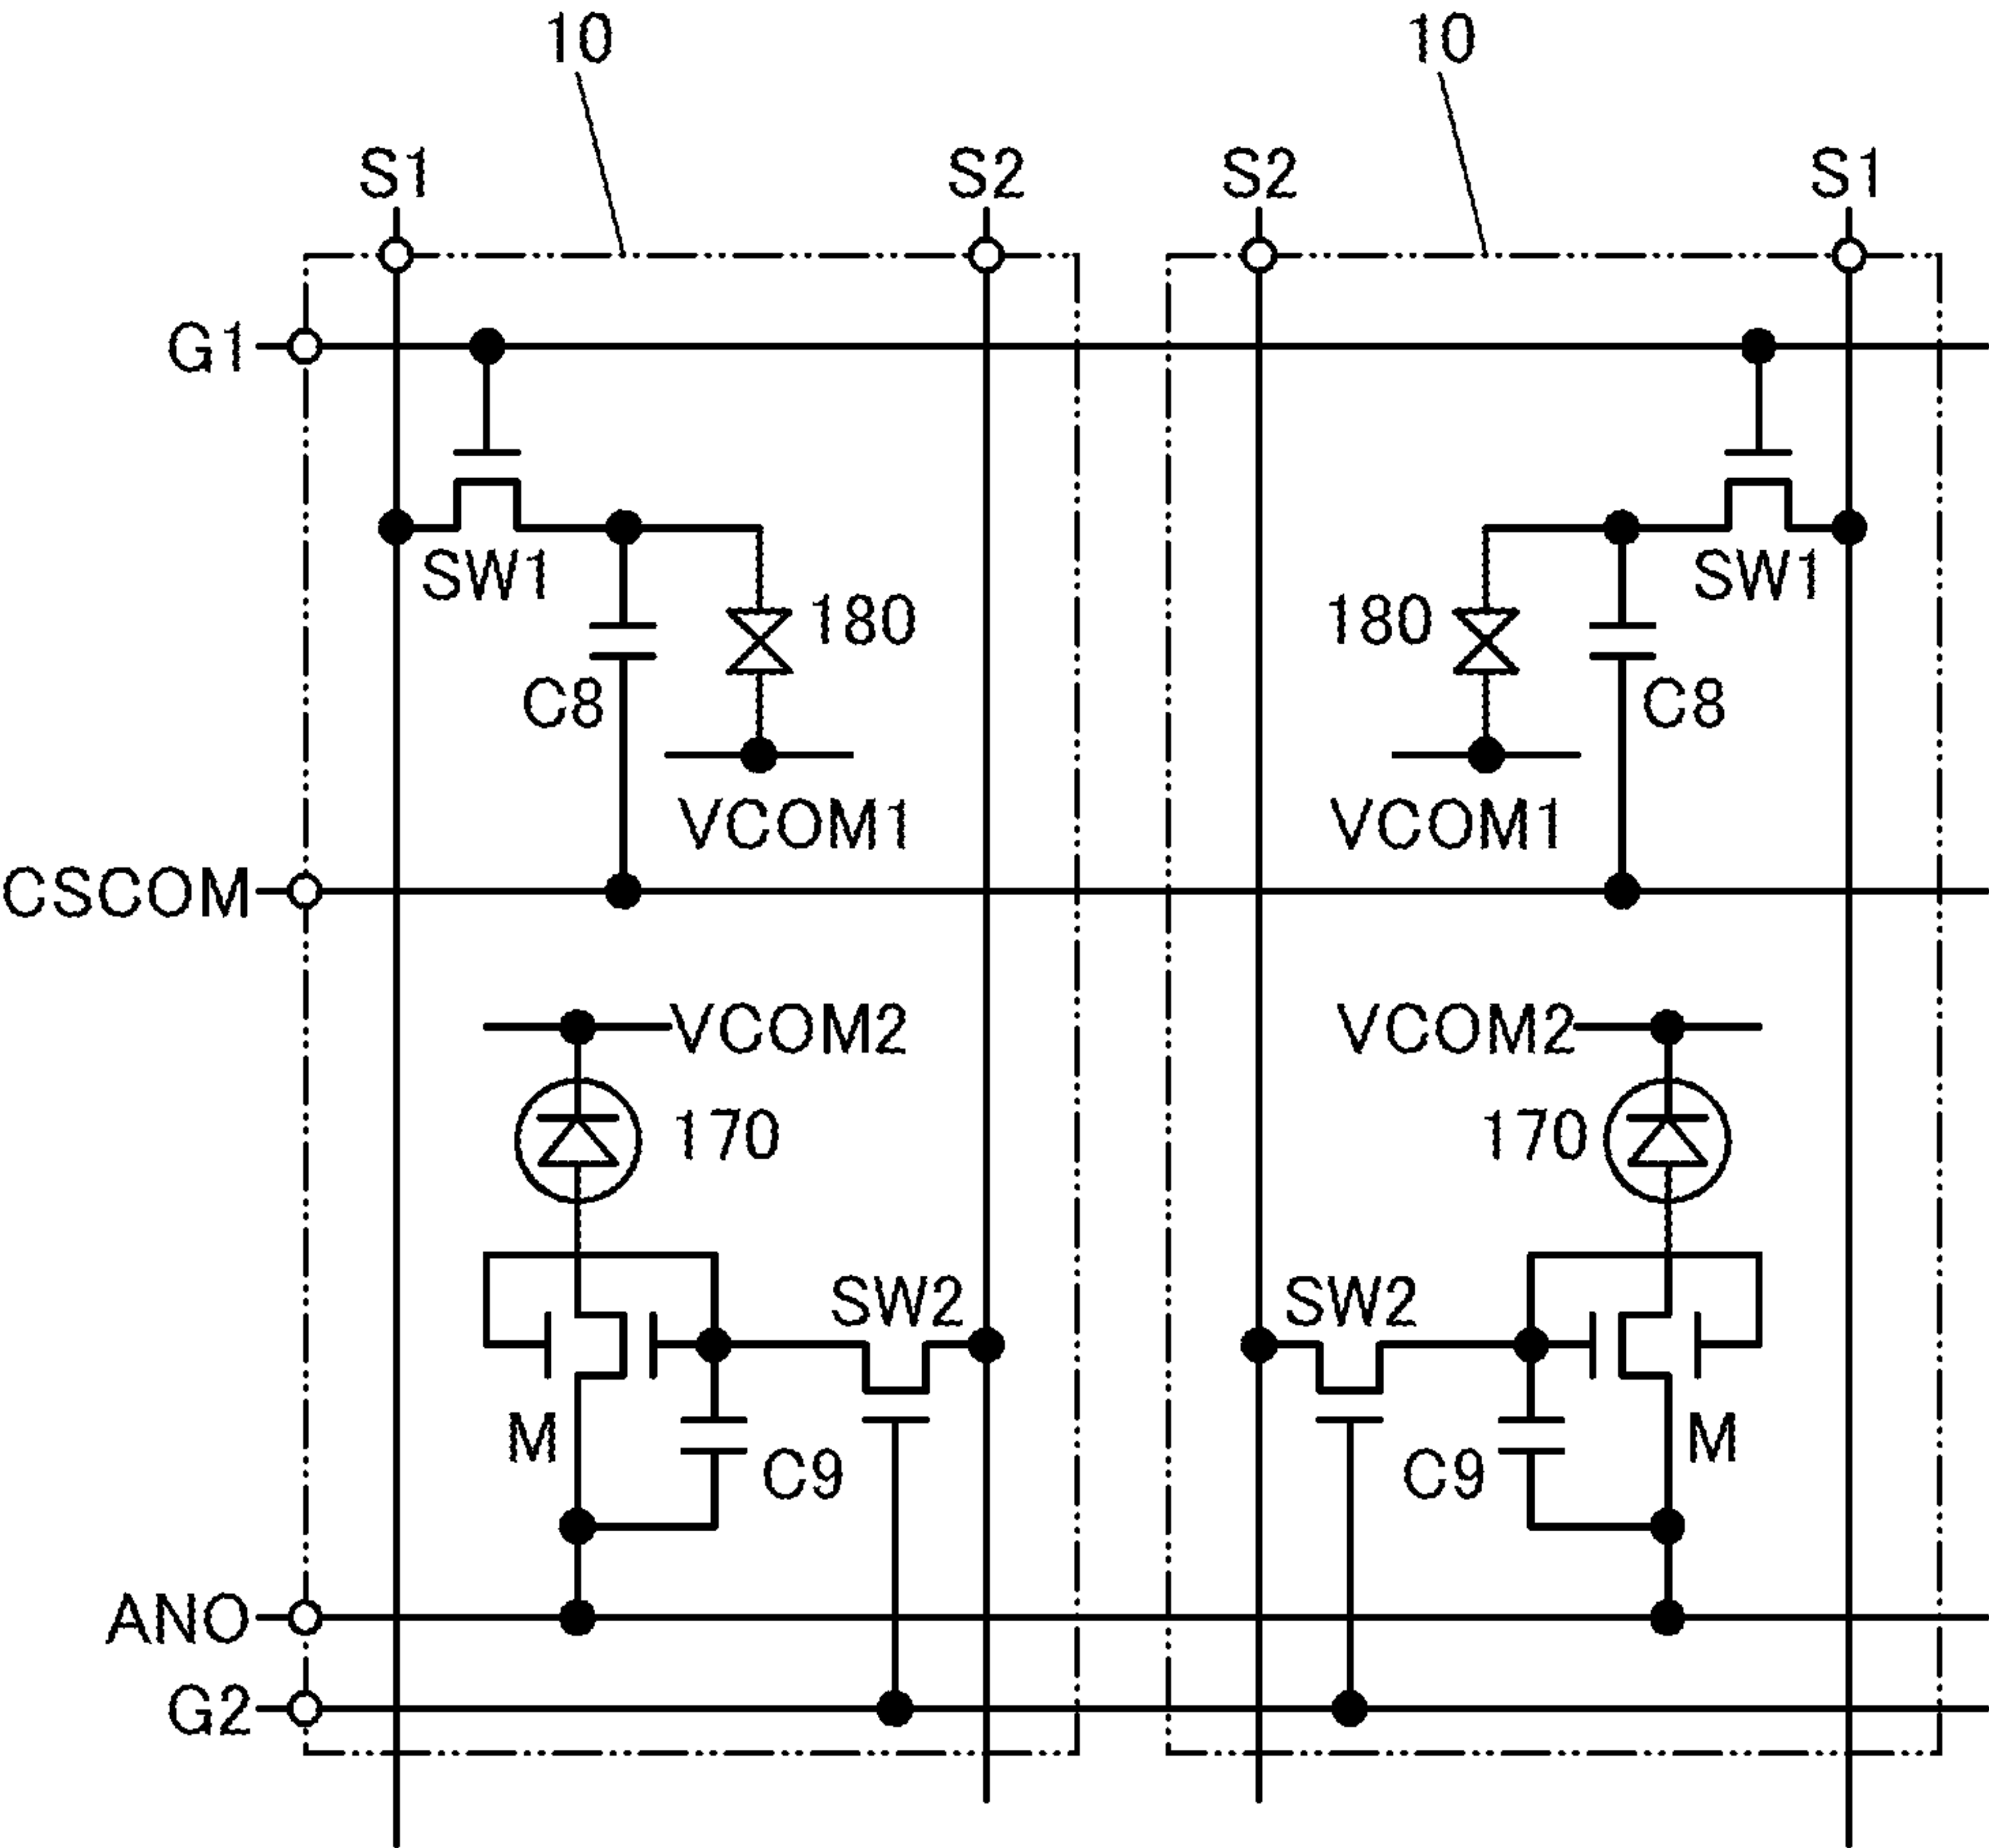 10 10
S1 S2 S2 S1
G1
SW1 SW1
180 180
C8 C8
VCOM1 VCOM1
CSCOM
VCOM2 VCOM2
170 170
SW2 SW2
M M
C9 C9
ANO
G2